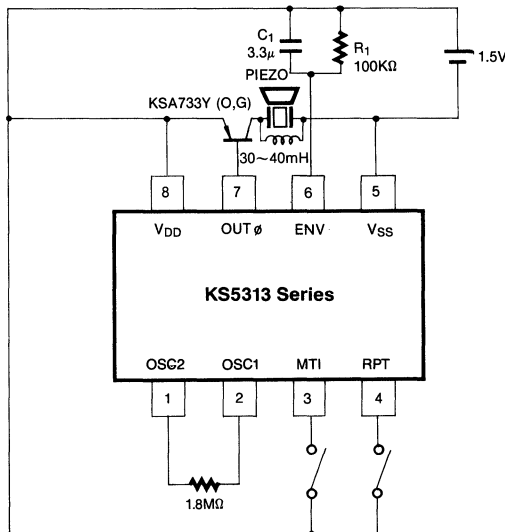 C1
3.3μ
R1
100KΩ
1.5V
PIEZO
KSA733Y (O,G)
30~40mH
8
7
6
5
VDD
OUT ø
ENV
VSS
KS5313 Series
OSC2
OSC1
MTI
RPT
1
2
3
4
1.8MΩ